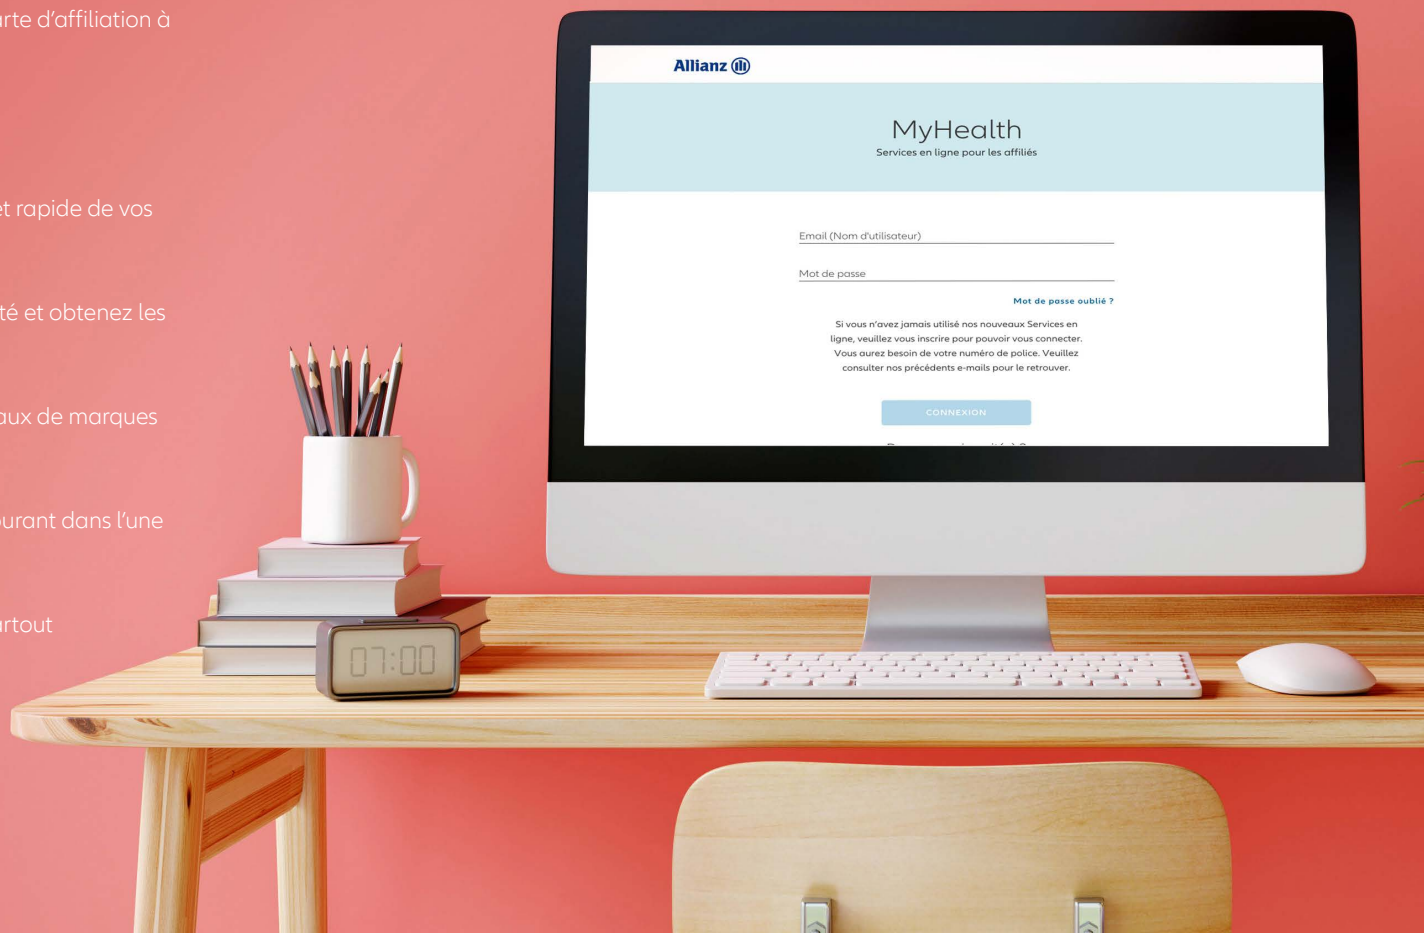 arte d’affiliation à
et rapide de vos
té et obtenez les
aux de marques
ourant dans l’une
artout
Allianz
MyHealth
Services en ligne pour les affiliés
Email (Nom d'utilisateur)
Mot de passe
Mot de passe oublié ?
Si vous n’avez jamais utilisé nos nouveaux Services en
ligne, veuillez vous inscrire pour pouvoir vous connecter.
Vous aurez besoin de votre numéro de police. Veuillez
consulter nos précédents e-mails pour le retrouver.
CONNEXION
07:00